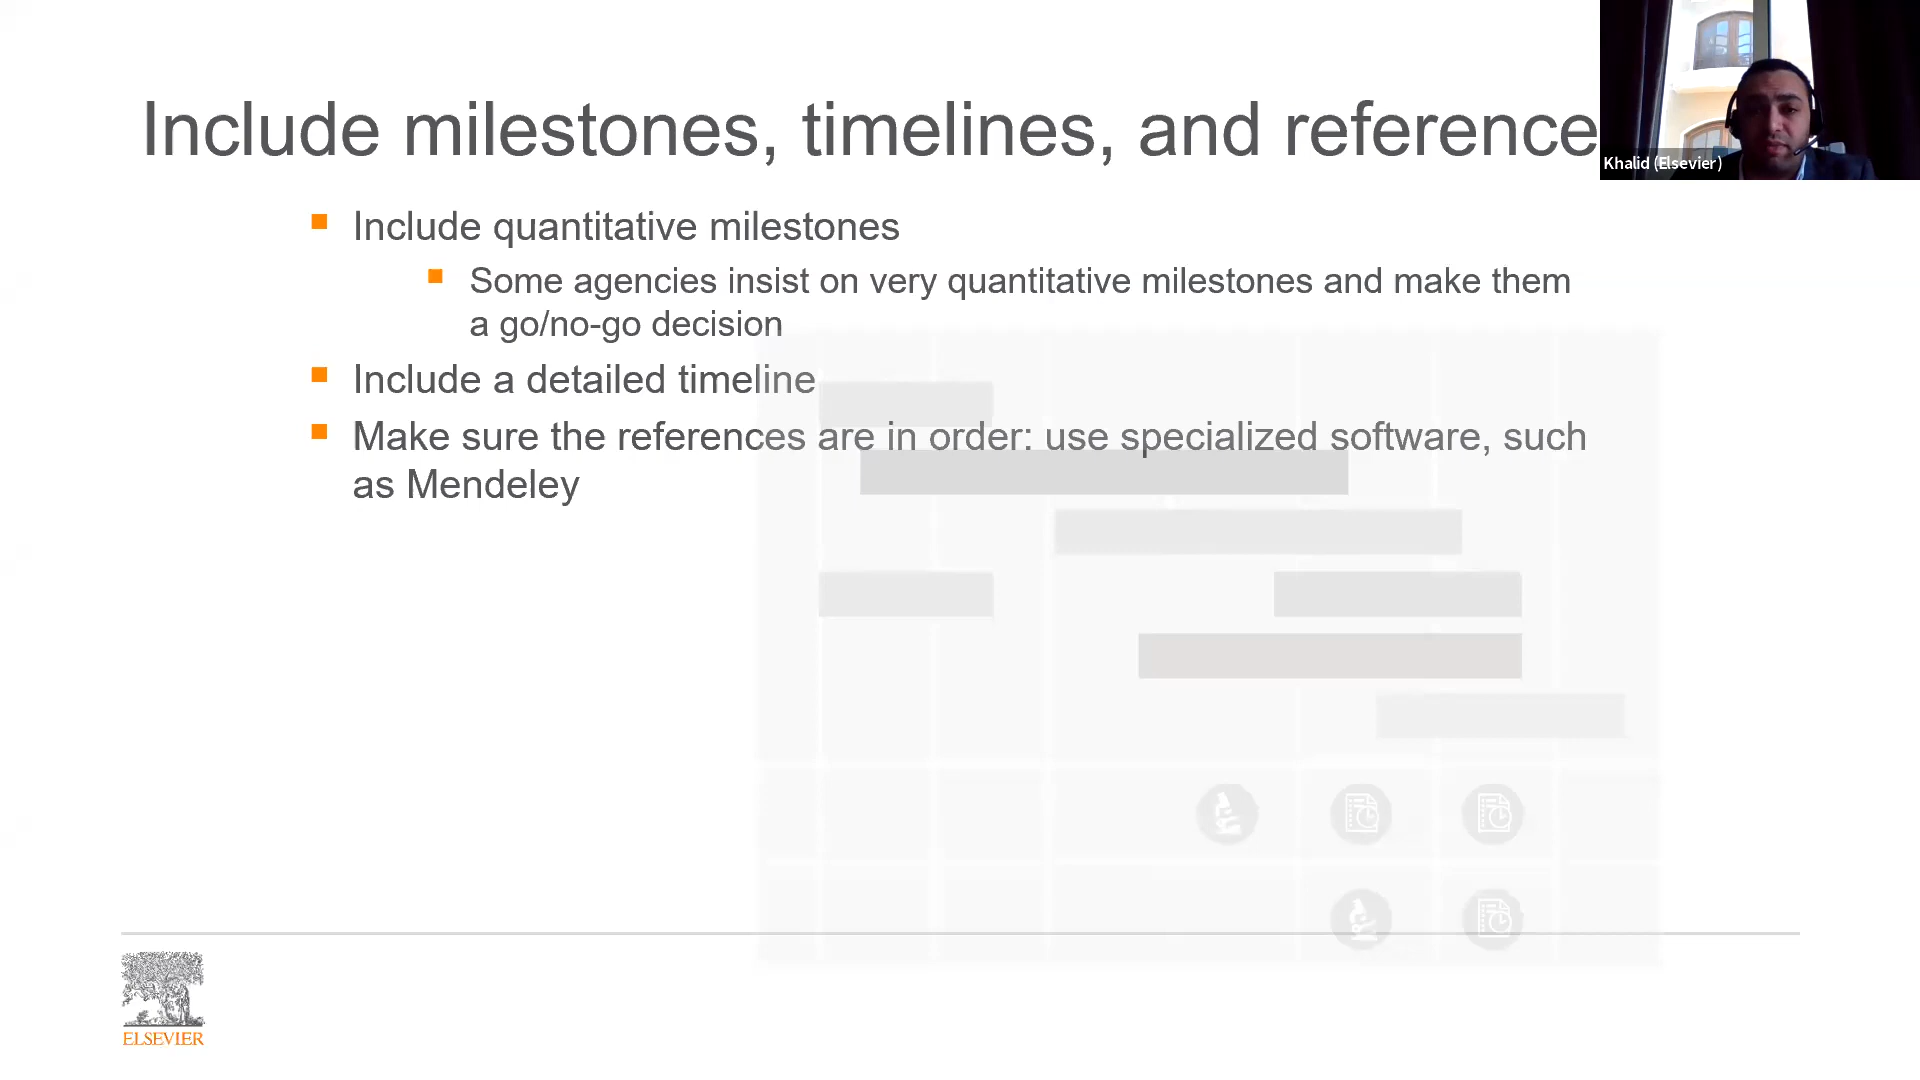 Include milestones, timelines, and reference
Khalid (Elsevier)
Include quantitative milestones
Some agencies insist on very quantitative milestones and make them
a go/no-go decision
Include a detailed timeline
Make sure the references are in order: use specialized software, such
as Mendeley
ELSEVIER